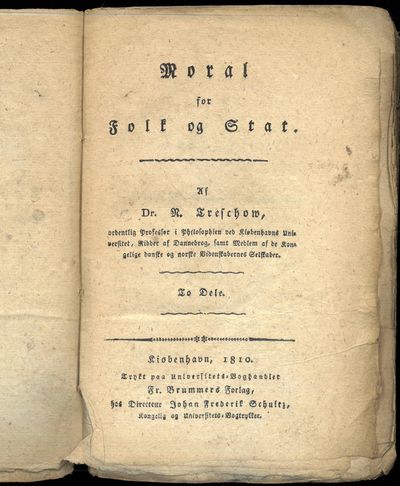 Moral
for
Folk og Stat.
Af
Dr. N. Treschow,
ordentlig Professor i Philosophien ved Kiøbenhavns Uni-
versitet, Ridder af Dannebrog, samt Medlem af de Kon-
gelige danske og norske Videnskabernes Selskaber.
To Dele.
Kiøbenhavn, 1810.
Trykt paa Universitets-Boghandler
Fr. Brummers Forlag,
hos Directeur Johan Frederik Schultz,
Kongelig og Universitets-Bogtrykker.